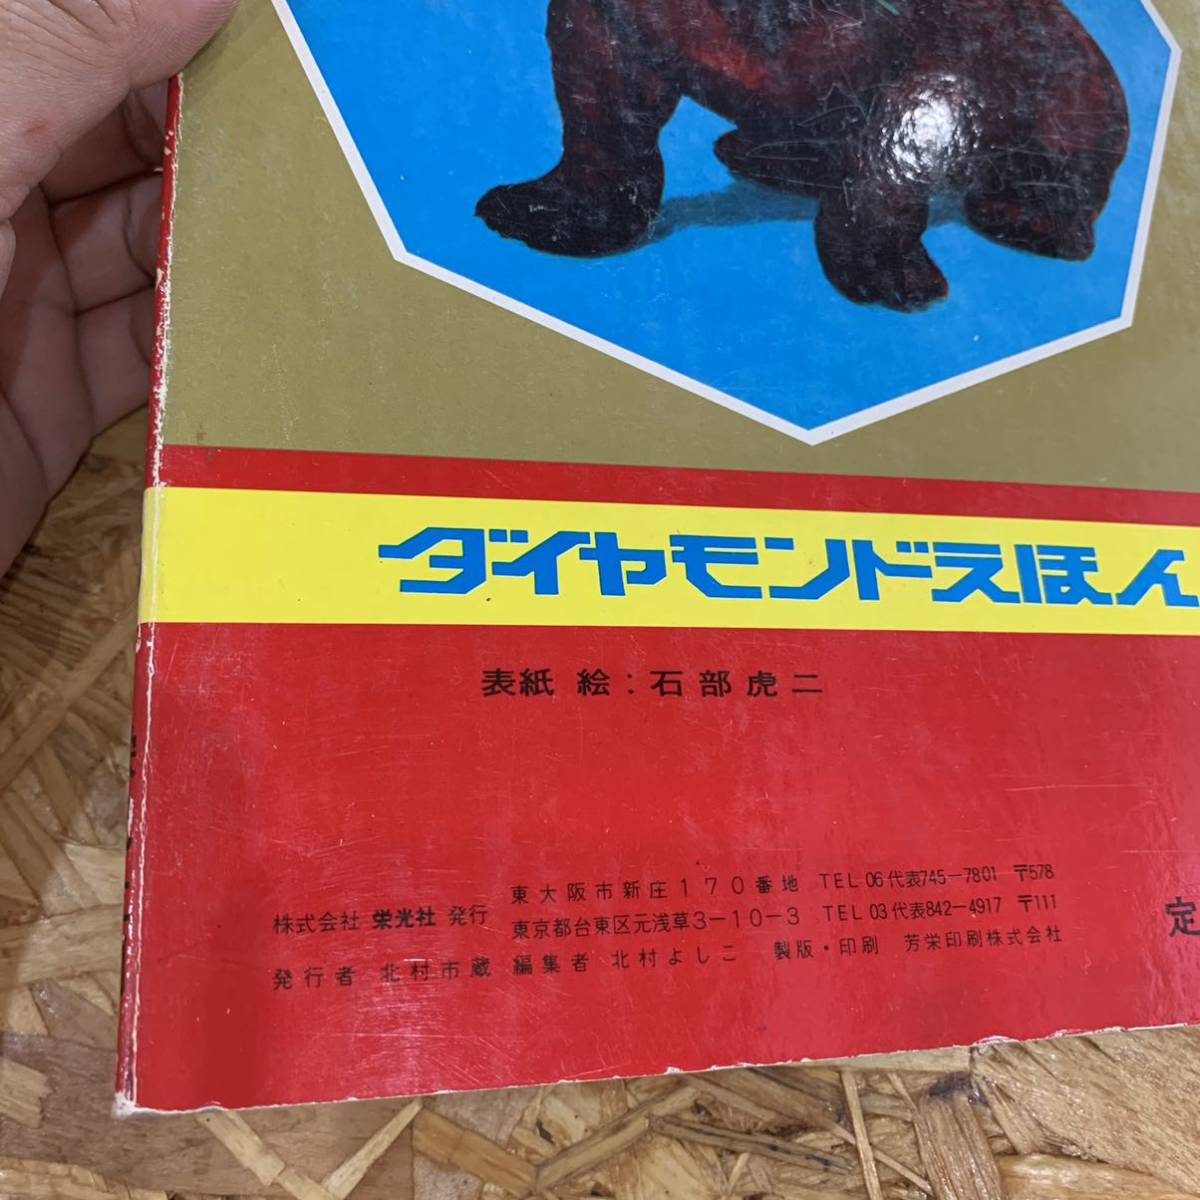 ダイヤモンドえほん
表紙 絵：石部虎二
株式会社 栄光社 発行
東大阪市新庄170番地 TEL 06代表745-7801 〒578
東京都台東区元浅草3-10-3 TEL 03代表842-4917 〒111
発行者 北村市蔵 編集者 北村よしこ 製版・印刷 芳栄印刷株式会社
定